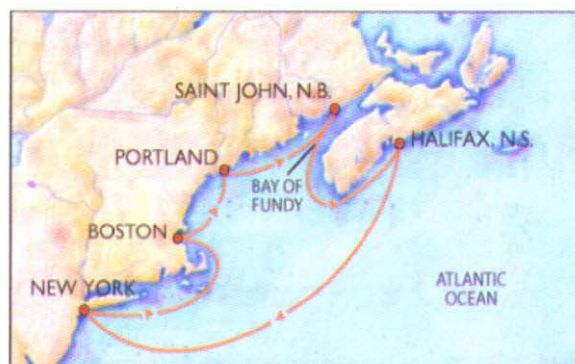 SAINT JOHN, N.B.
HALIFAX, N.S.
PORTLAND
BAY OF
FUNDY
BOSTON
ATLANTIC
OCEAN
NEW YORK